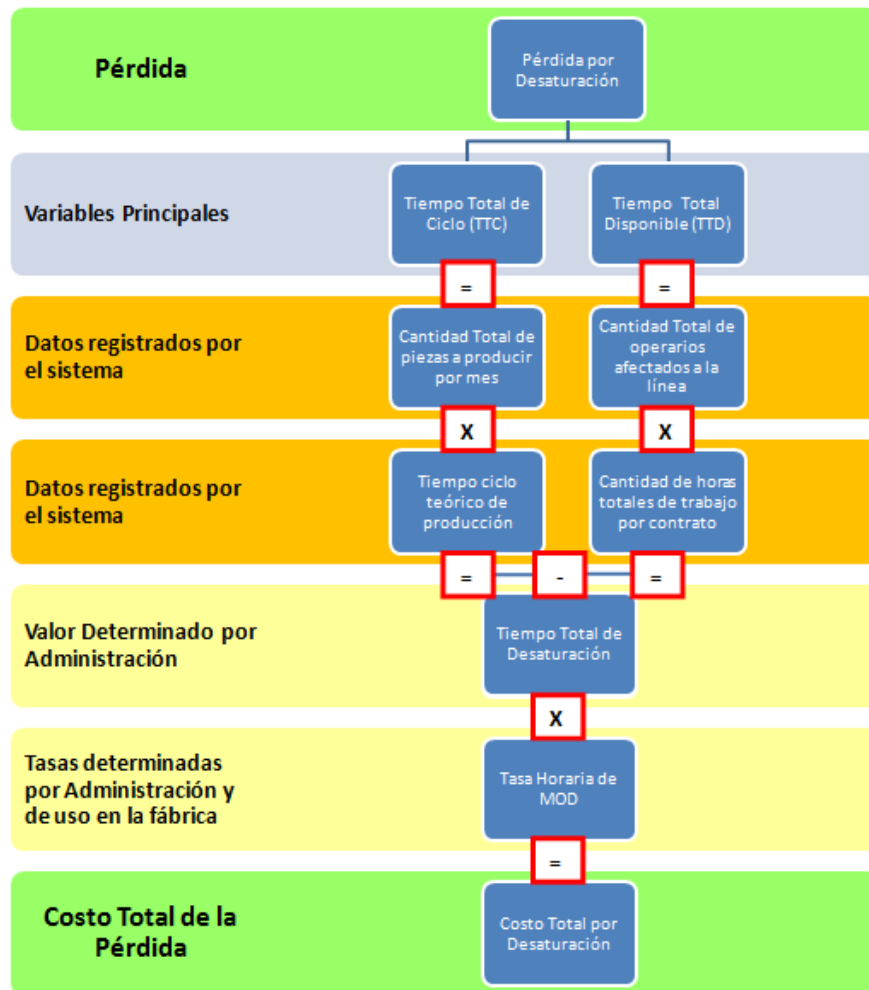 Pérdida
Pérdida por
Desaturación
Variables Principales
Tiempo Total de
Ciclo (TTC)
Tiempo Total
Disponible (TTD)
=
=
Datos registrados por
el sistema
Cantidad Total de
piezas a producir
por mes
Cantidad Total de
operarios
afectados a la
línea
X
X
Datos registrados por
el sistema
Tiempo ciclo
teórico de
producción
Cantidad de horas
totales de trabajo
por contrato
=
-
=
Valor Determinado por
Administración
Tiempo Total de
Desaturación
X
Tasas determinadas
por Administración y
de uso en la fábrica
Tasa Horaria de
MOD
=
Costo Total de la
Pérdida
Costo Total por
Desaturación